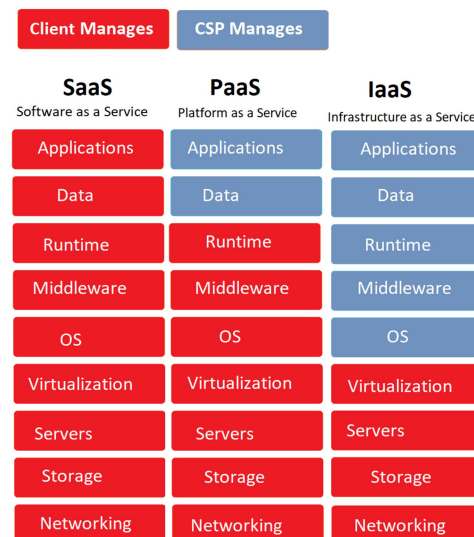 Client Manages
CSP Manages
SaaS
PaaS
IaaS
Software as a Service
Platform as a Service
Infrastructure as a Service
Applications
Applications
Applications
Data
Data
Data
Runtime
Runtime
Runtime
Middleware
Middleware
Middleware
OS
OS
OS
Virtualization
Virtualization
Virtualization
Servers
Servers
Servers
Storage
Storage
Storage
Networking
Networking
Networking